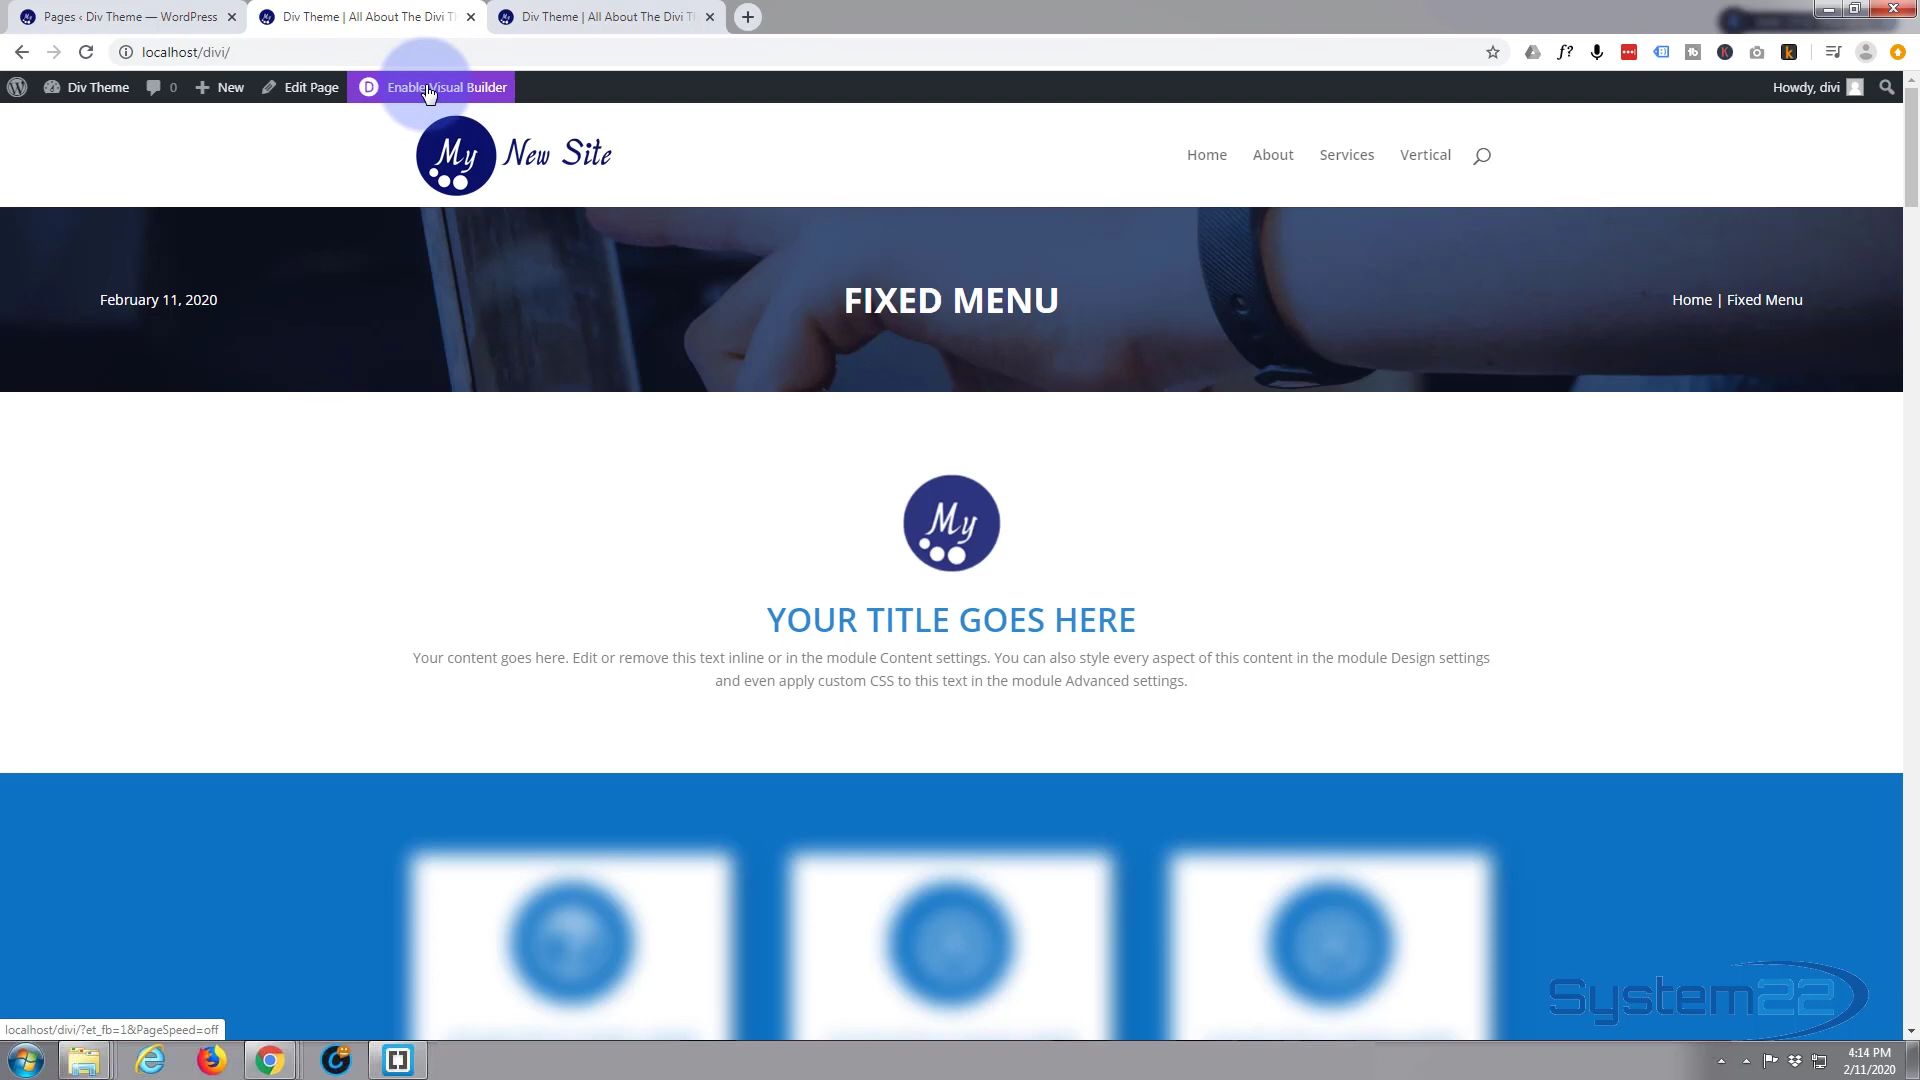 Pages ‹ Div Theme — WordPress
Div Theme | All About The Divi Th
Div Theme | All About The Divi T
localhost/divi/
Div Theme
0
New
Edit Page
Enable Visual Builder
Howdy, divi
My New Site
Home
About
Services
Vertical
February 11, 2020
FIXED MENU
Home | Fixed Menu
My
YOUR TITLE GOES HERE
Your content goes here. Edit or remove this text inline or in the module Content settings. You can also style every aspect of this content in the module Design settings
and even apply custom CSS to this text in the module Advanced settings.
System22
localhost/divi/?et_fb=1&PageSpeed=off
4:14 PM
2/11/2020